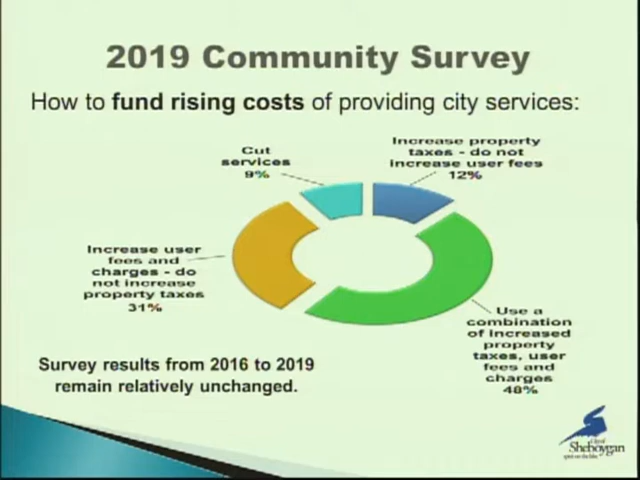 2019 Community Survey
How to fund rising costs of providing city services:
Cut
services
9%
Increase property
taxes - do not
increase user fees
12%
Increase user
fees and
charges - do
not increase
property taxes
31%
Use a
combination
of increased
property
taxes, user
fees and
charges
48%
Survey results from 2016 to 2019
remain relatively unchanged.
City of
Sheboygan